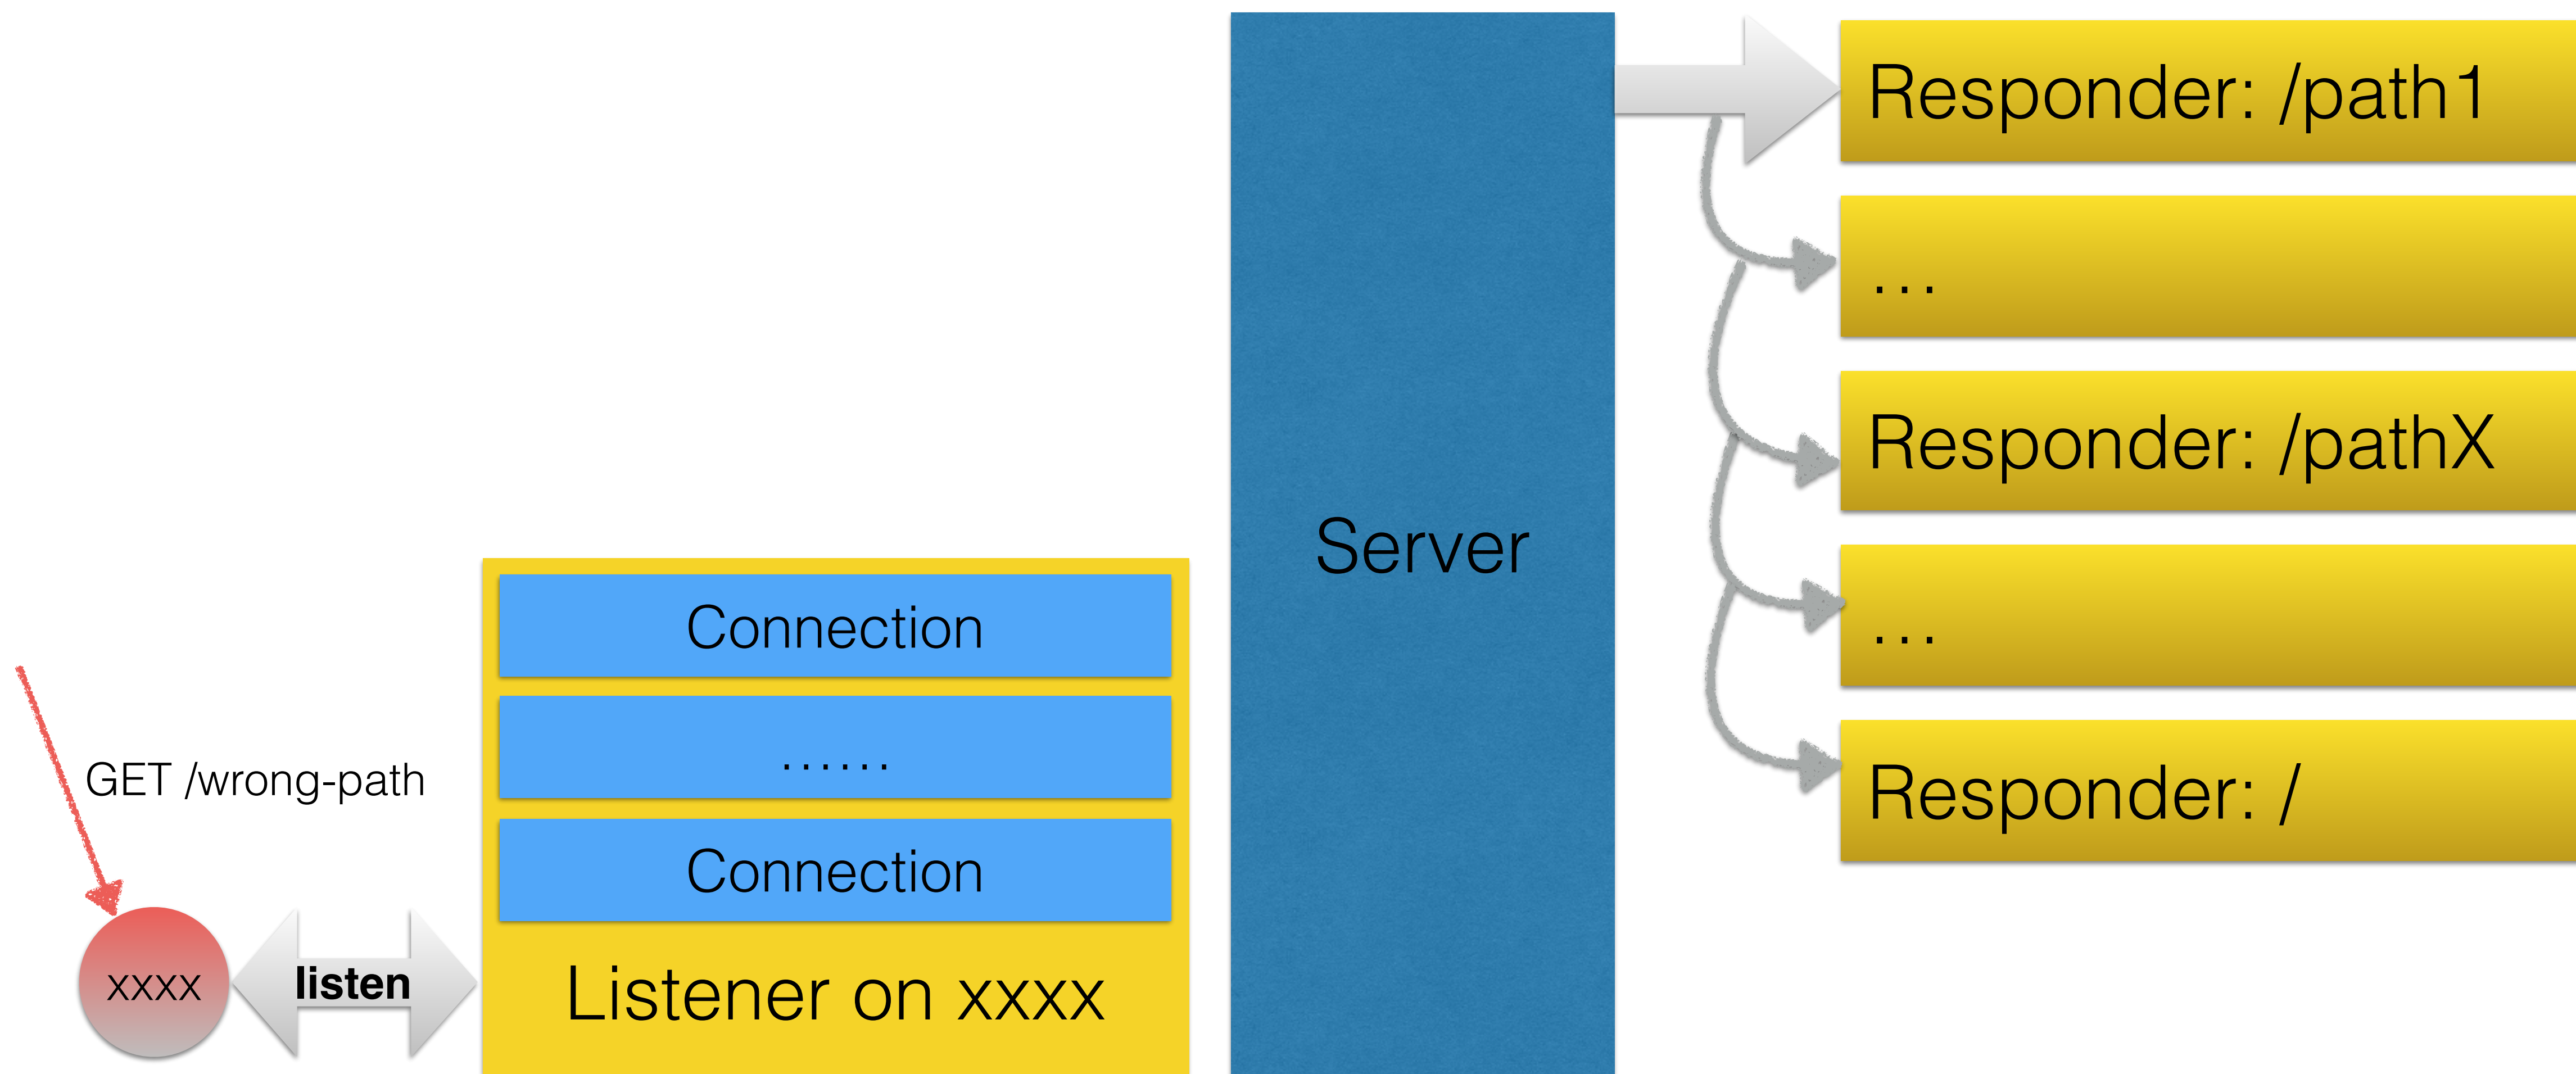 Responder: /path1
...
Responder: /pathX
Server
Connection
...
GET /wrong-path
......
Responder: /
Connection
xxxx
listen
Listener on xxxx